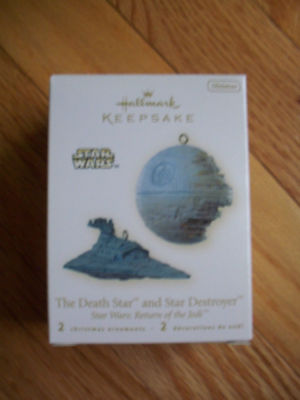 Miniature
Hallmark
KEEPSAKE
STAR
WARS
The Death Star™ and Star Destroyer™
Star Wars: Return of the Jedi™
2 christmas ornaments • 2 décorations de noël